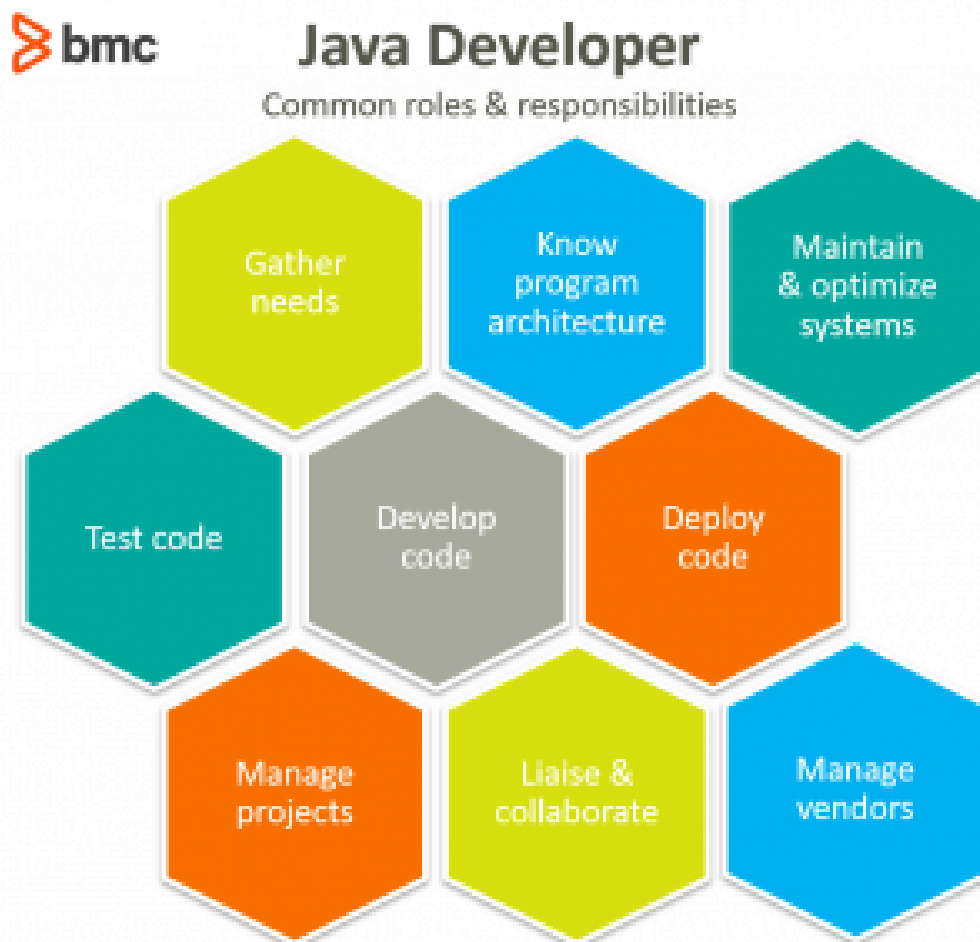 bmc
Java Developer
Common roles & responsibilities
Gather
needs
Know
program
architecture
Maintain
& optimize
systems
Test code
Develop
code
Deploy
code
Manage
projects
Liaise &
collaborate
Manage
vendors